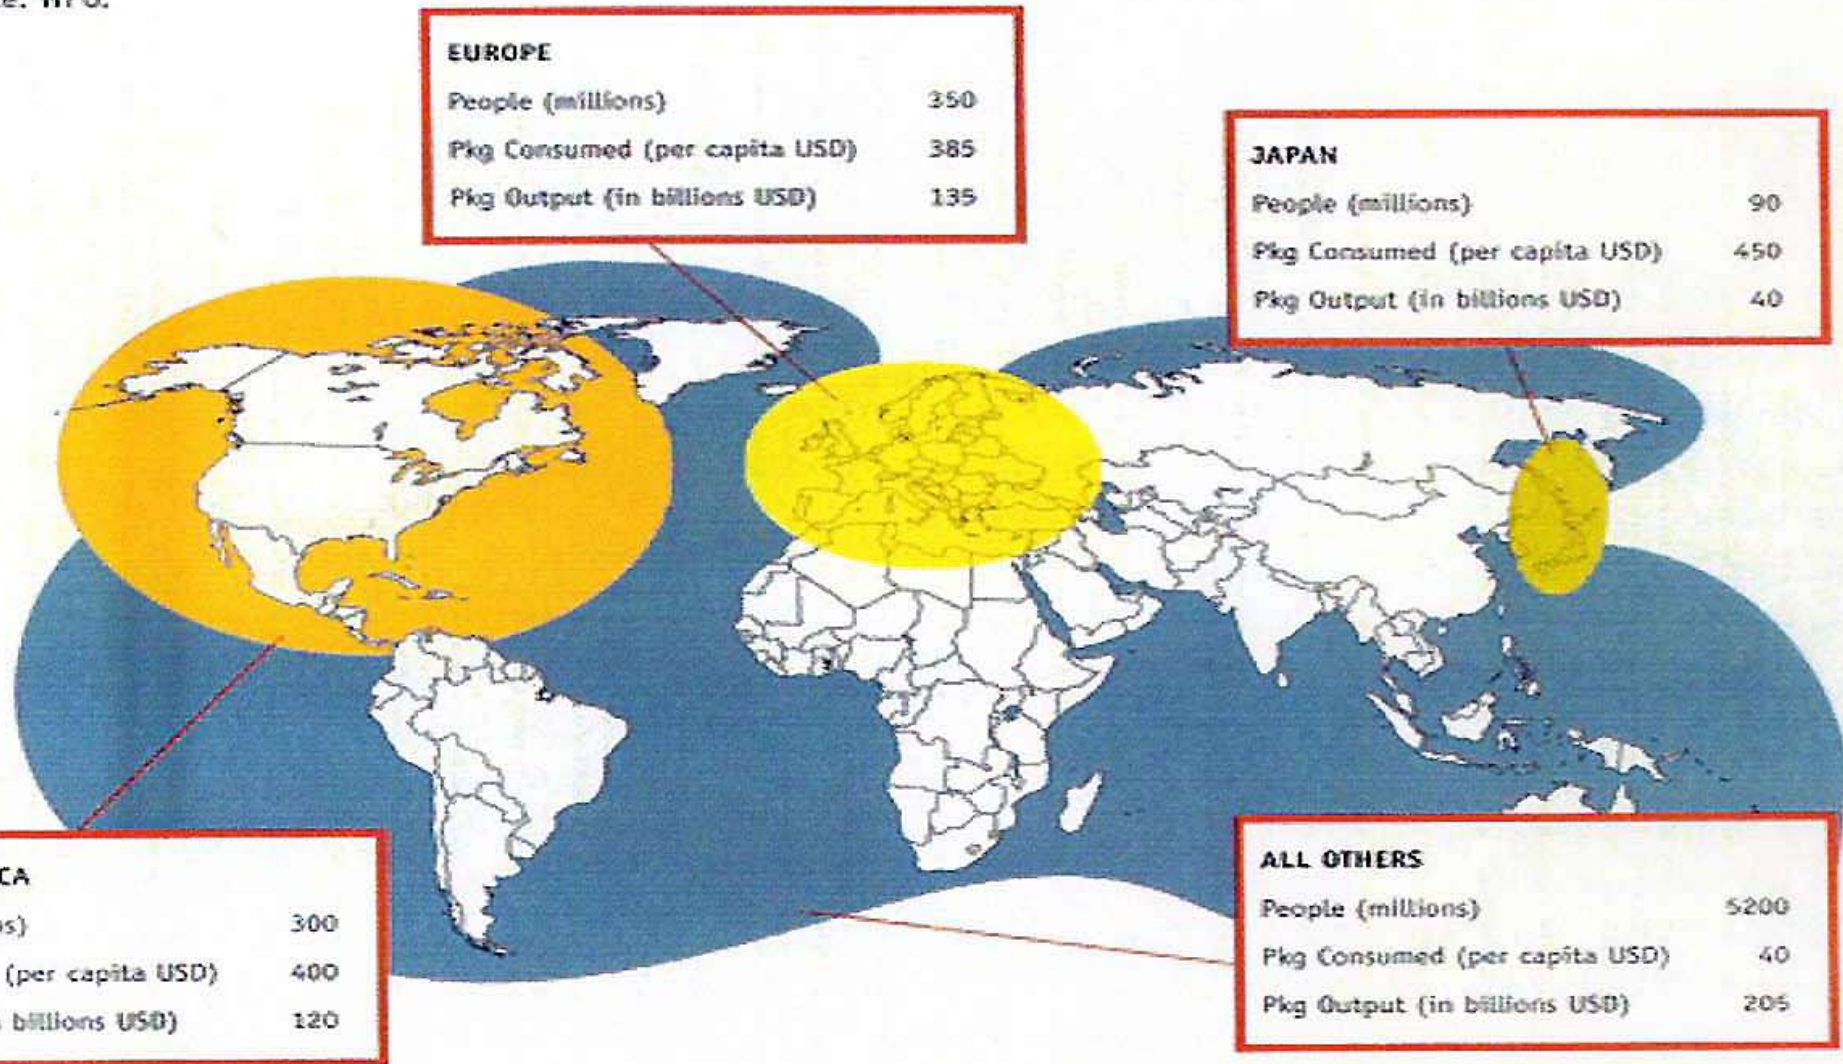 EUROPE
People (millions) 350
Pkg Consumed (per capita USD) 385
Pkg Output (in billions USD) 135
JAPAN
People (millions) 90
Pkg Consumed (per capita USD) 450
Pkg Output (in billions USD) 40
CA
s) 300
(per capita USD) 400
billions USD) 120
ALL OTHERS
People (millions) 5200
Pkg Consumed (per capita USD) 40
Pkg Output (in billions USD) 205